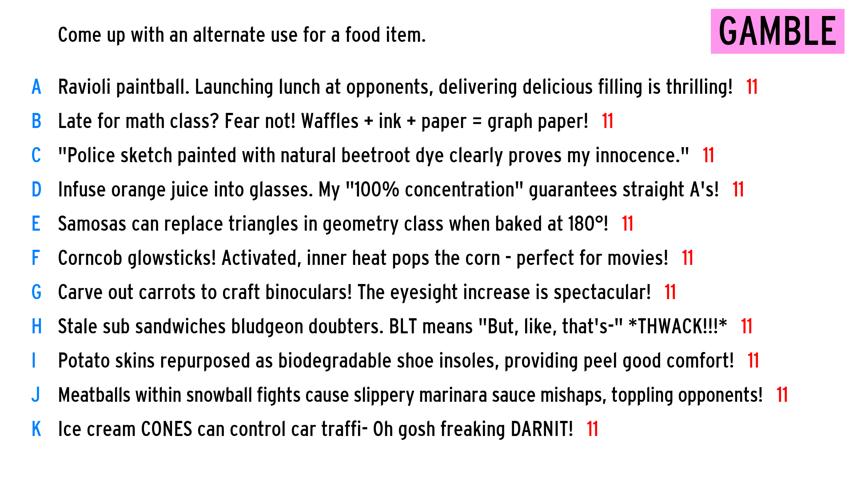 Come up with an alternate use for a food item.
GAMBLE
A Ravioli paintball. Launching lunch at opponents, delivering delicious filling is thrilling! 11
B Late for math class? Fear not! Waffles + ink + paper = graph paper! 11
C "Police sketch painted with natural beetroot dye clearly proves my innocence." 11
D Infuse orange juice into glasses. My "100% concentration" guarantees straight A's! 11
E Samosas can replace triangles in geometry class when baked at 180°! 11
F Corncob glowsticks! Activated, inner heat pops the corn - perfect for movies! 11
G Carve out carrots to craft binoculars! The eyesight increase is spectacular! 11
H Stale sub sandwiches bludgeon doubters. BLT means "But, like, that's-" *THWACK!!!* 11
I Potato skins repurposed as biodegradable shoe insoles, providing peel good comfort! 11
J Meatballs within snowball fights cause slippery marinara sauce mishaps, toppling opponents! 11
K Ice cream CONES can control car traffi- Oh gosh freaking DARNIT! 11